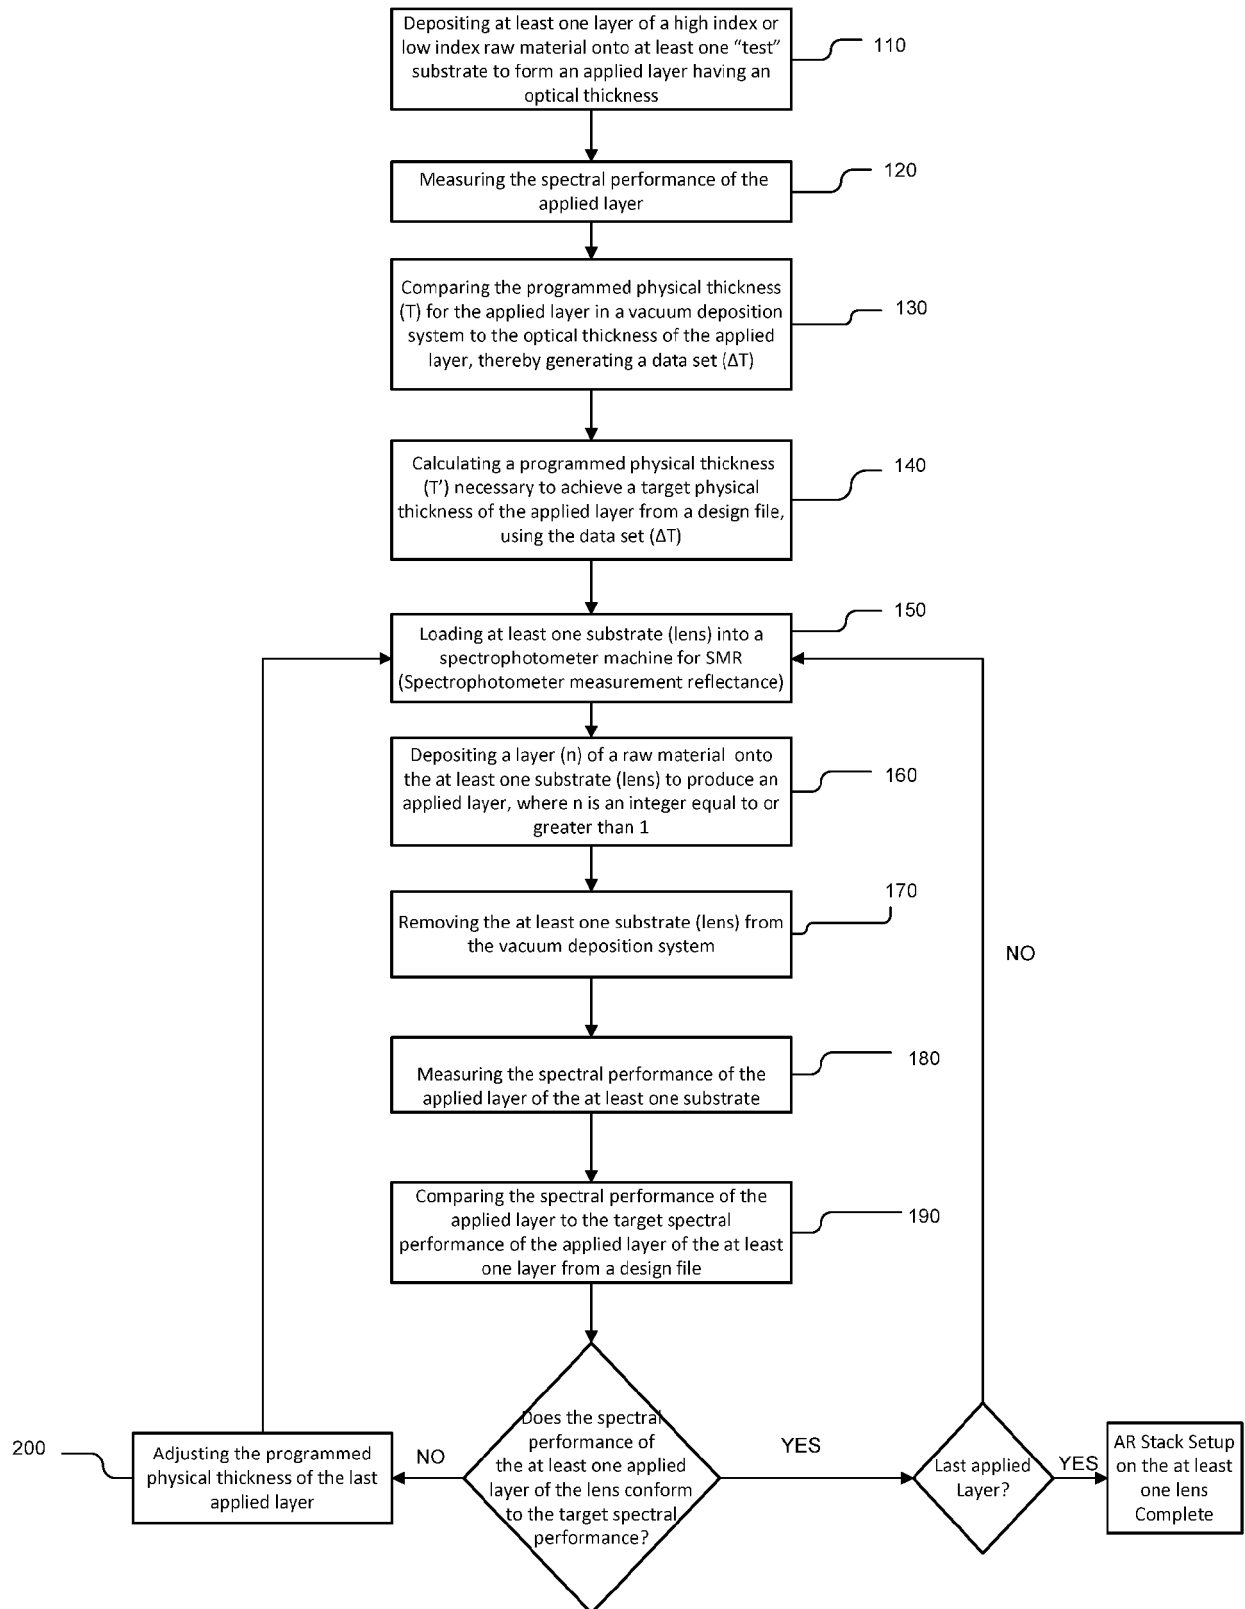 Depositing at least one layer of a high index or
low index raw material onto at least one “test”
substrate to form an applied layer having an
optical thickness
110
Measuring the spectral performance of the
applied layer
120
Comparing the programmed physical thickness
(T) for the applied layer in a vacuum deposition
system to the optical thickness of the applied
layer, thereby generating a data set (ΔT)
130
Calculating a programmed physical thickness
(T’) necessary to achieve a target physical
thickness of the applied layer from a design file,
using the data set (ΔT)
140
Loading at least one substrate (lens) into a
spectrophotometer machine for SMR
(Spectrophotometer measurement reflectance)
150
Depositing a layer (n) of a raw material onto
the at least one substrate (lens) to produce an
applied layer, where n is an integer equal to or
greater than 1
160
Removing the at least one substrate (lens) from
the vacuum deposition system
170
NO
Measuring the spectral performance of the
applied layer of the at least one substrate
180
Comparing the spectral performance of the
applied layer to the target spectral
performance of the applied layer of the at least
one layer from a design file
190
200
Adjusting the programmed
physical thickness of the last
applied layer
NO
Does the spectral
performance of
the at least one applied
layer of the lens conform
to the target spectral
performance?
YES
Last applied
Layer?
YES
AR Stack Setup
on the at least
one lens
Complete